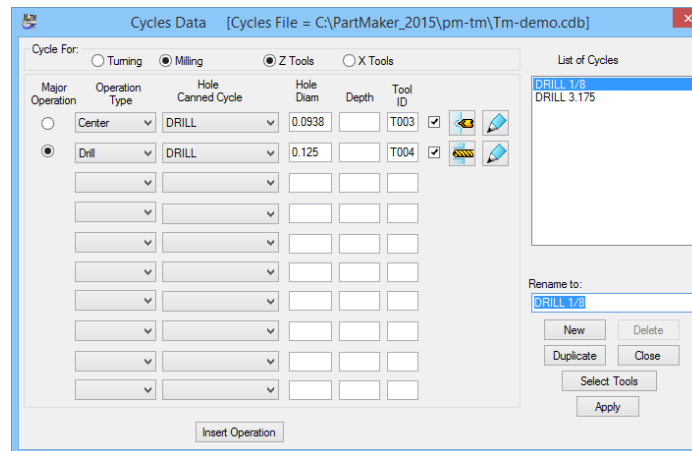 Cycles Data [Cycles File = C:\PartMaker_2015\pm-tm\Tm-demo.cdb]
Cycle For:
Turning Milling Z Tools X Tools
List of Cycles
Major Operation
Operation Type
Hole Canned Cycle
Hole Diam
Depth
Tool ID
Center DRILL 0.0938 T003
Drill DRILL 0.125 T004
DRILL 1/8
DRILL 3.175
Rename to:
DRILL 1/8
New Delete
Duplicate Close
Select Tools
Apply
Insert Operation